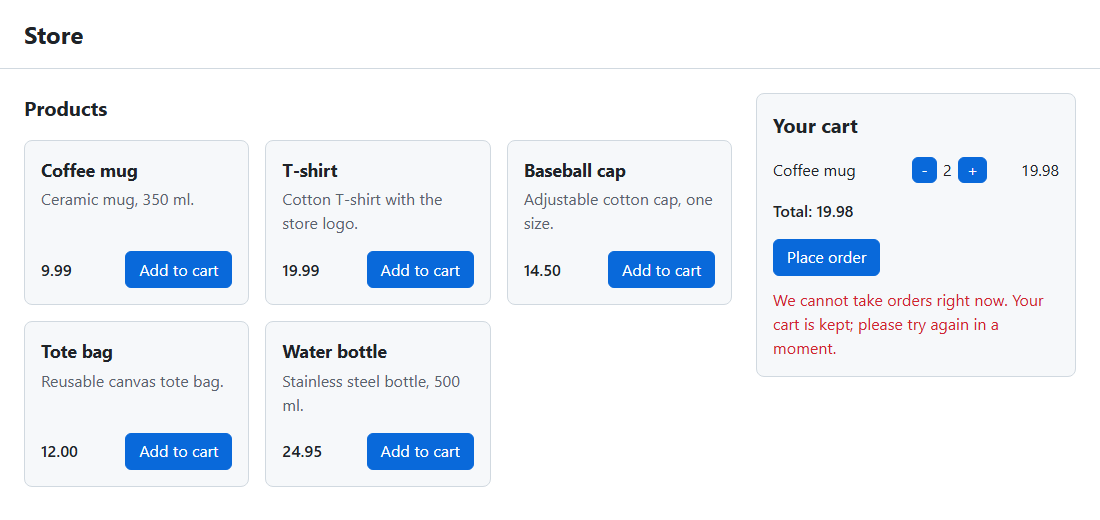 Store
Products
Coffee mug
Ceramic mug, 350 ml.
9.99
Add to cart
T-shirt
Cotton T-shirt with the
store logo.
19.99
Add to cart
Baseball cap
Adjustable cotton cap, one
size.
14.50
Add to cart
Tote bag
Reusable canvas tote bag.
12.00
Add to cart
Water bottle
Stainless steel bottle, 500
ml.
24.95
Add to cart
Your cart
Coffee mug - 2 + 19.98
Total: 19.98
Place order
We cannot take orders right now. Your
cart is kept; please try again in a
moment.